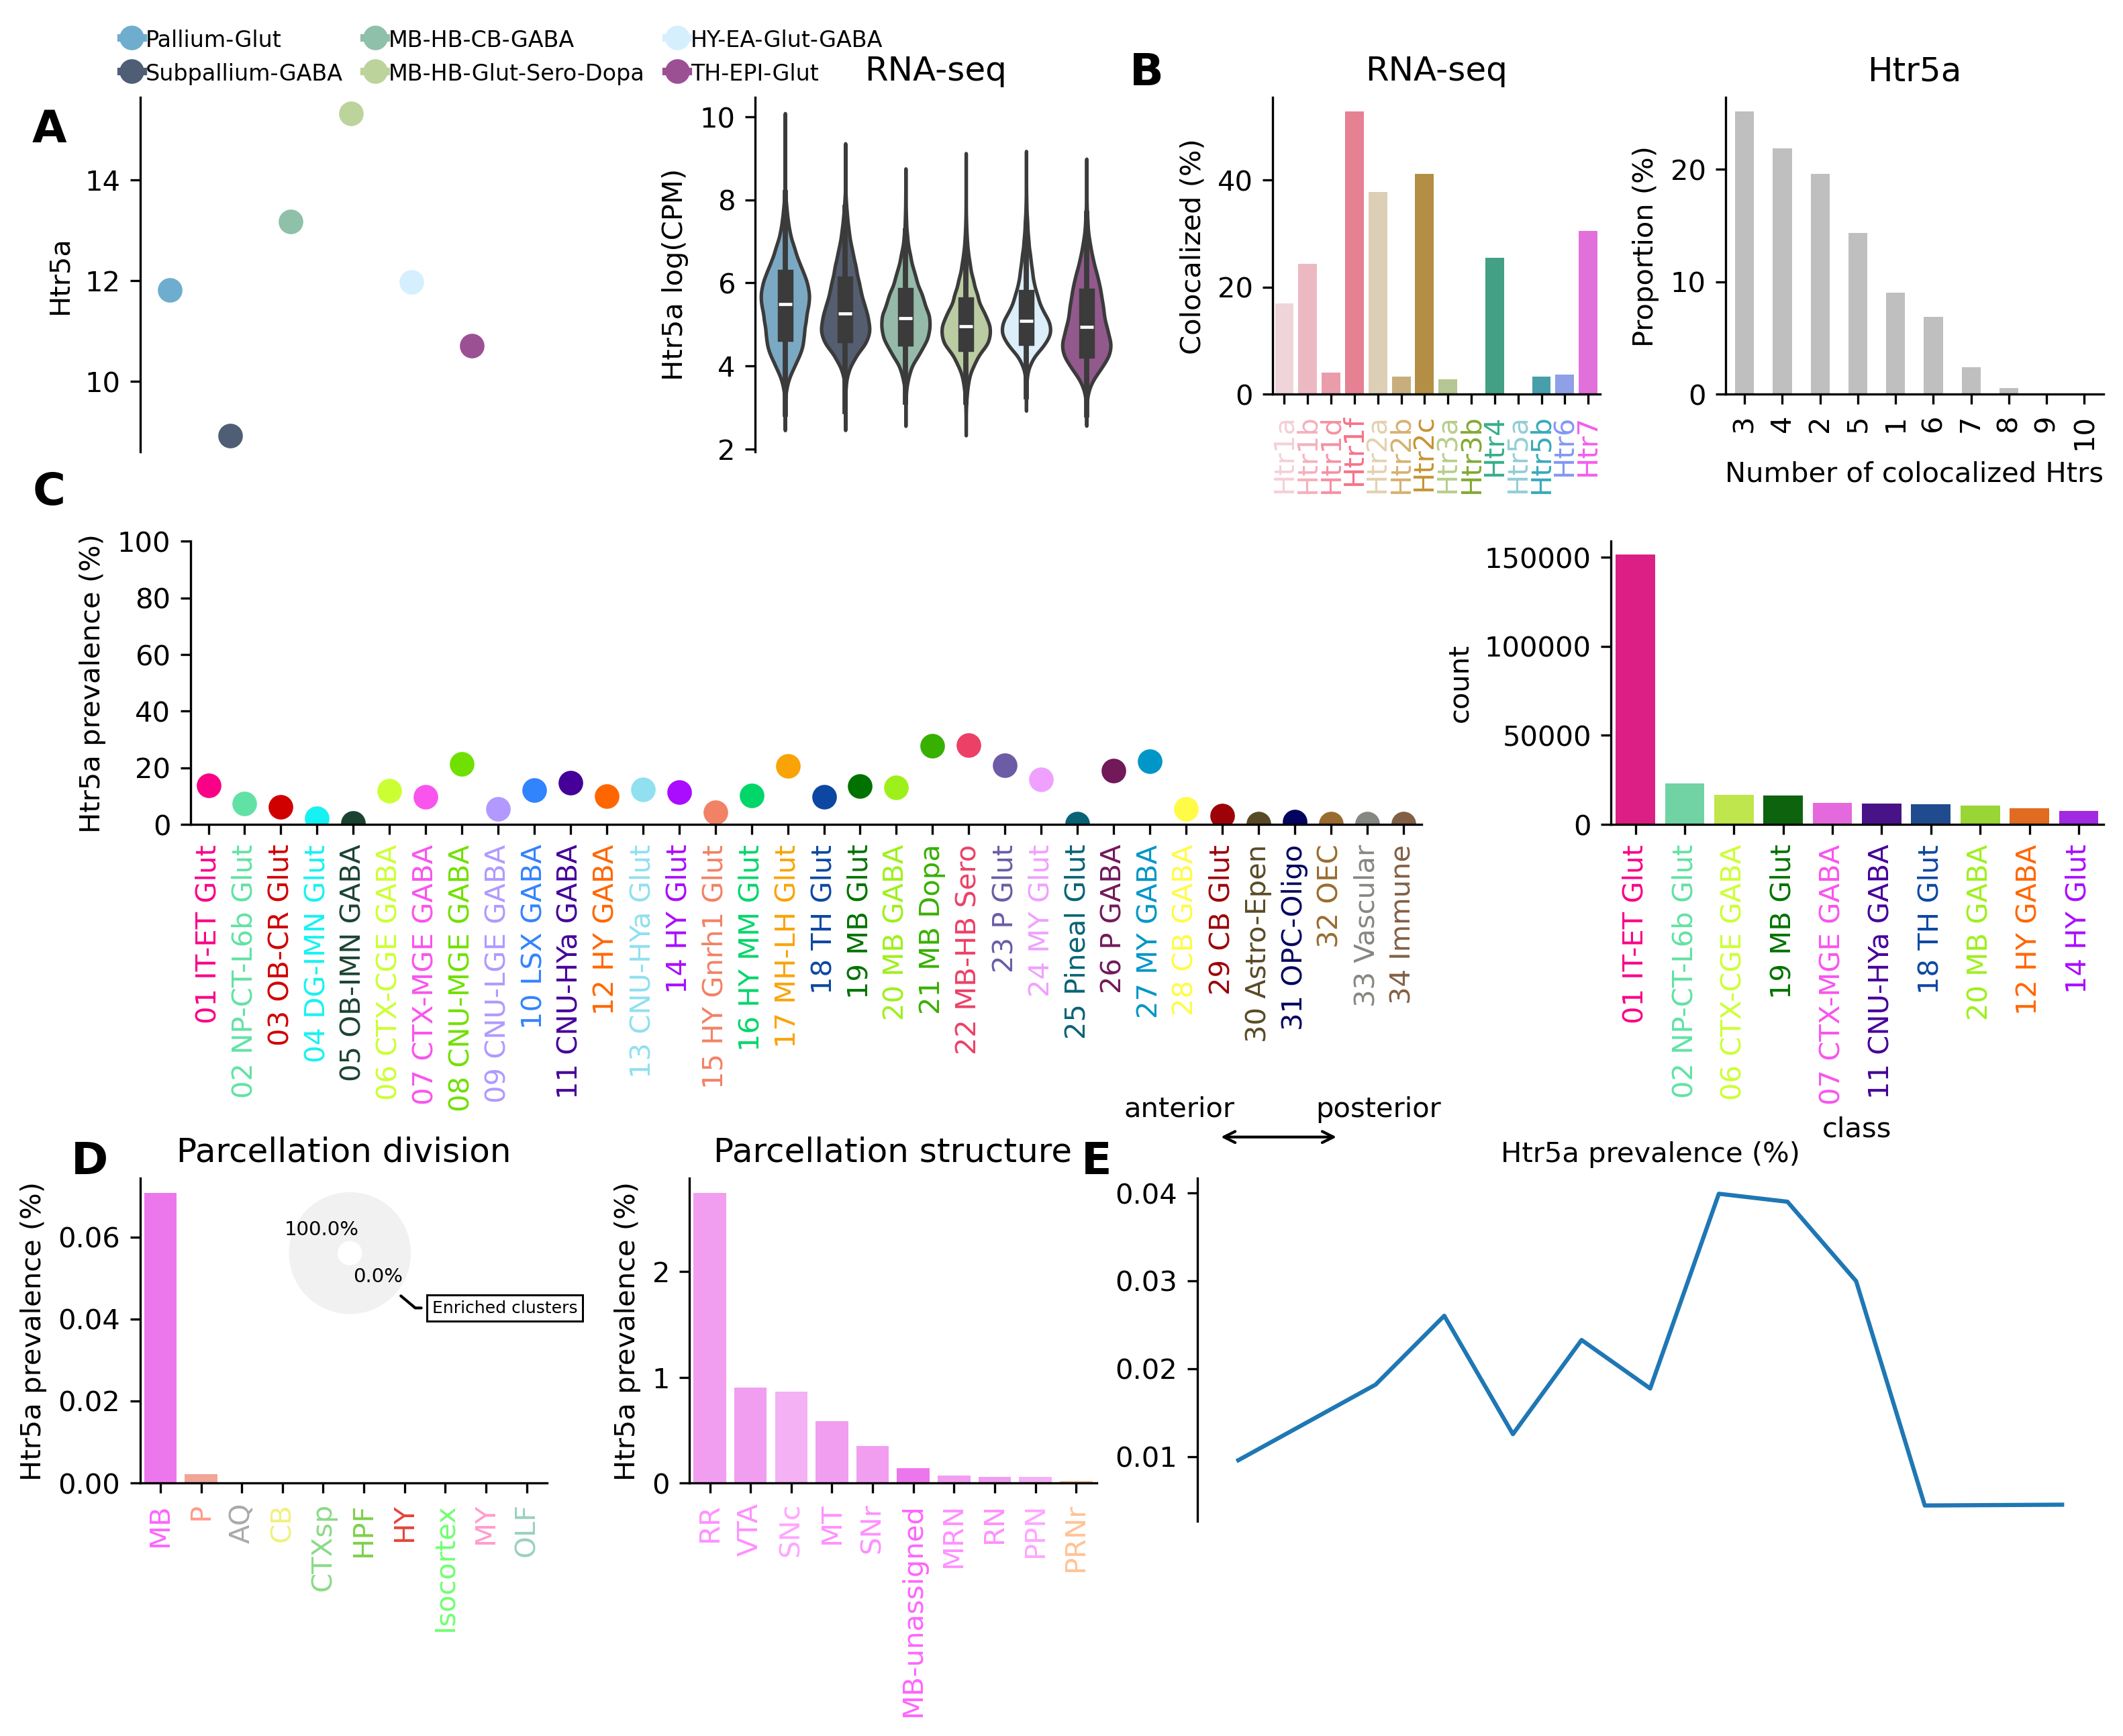 Pallium-Glut
Subpallium-GABA
MB-HB-CB-GABA
MB-HB-Glut-Sero-Dopa
HY-EA-Glut-GABA
TH-EPI-Glut
A
Htr5a
14
12
10
RNA-seq
Htr5a log(CPM)
10
8
6
4
2
B
RNA-seq
Colocalized (%)
40
20
0
Htr1a
Htr1b
Htr1d
Htr1f
Htr2a
Htr2b
Htr2c
Htr3a
Htr3b
Htr4
Htr5a
Htr5b
Htr6
Htr7
Htr5a
Proportion (%)
20
10
0
3
4
2
5
1
6
7
8
9
10
Number of colocalized Htrs
C
Htr5a prevalence (%)
100
80
60
40
20
0
01 IT-ET Glut
02 NP-CT-L6b Glut
03 OB-CR Glut
04 DG-IMN Glut
05 OB-IMN GABA
06 CTX-CGE GABA
07 CTX-MGE GABA
08 CNU-MGE GABA
09 CNU-LGE GABA
10 LSX GABA
11 CNU-HYa GABA
12 HY GABA
13 CNU-HYa Glut
14 HY Glut
15 HY Gnrh1 Glut
16 HY MM Glut
17 MH-LH Glut
18 TH Glut
19 MB Glut
20 MB GABA
21 MB Dopa
22 MB-HB Sero
23 P Glut
24 MY Glut
25 Pineal Glut
26 P GABA
27 MY GABA
28 CB GABA
29 CB Glut
30 Astro-Epen
31 OPC-Oligo
32 OEC
33 Vascular
34 Immune
count
150000
100000
50000
0
01 IT-ET Glut
02 NP-CT-L6b Glut
06 CTX-CGE GABA
19 MB Glut
07 CTX-MGE GABA
11 CNU-HYa GABA
18 TH Glut
20 MB GABA
12 HY GABA
14 HY Glut
class
D
Parcellation division
Htr5a prevalence (%)
0.06
0.04
0.02
0.00
100.0%
0.0%
Enriched clusters
MB
P
AQ
CB
CTXsp
HPF
HY
Isocortex
MY
OLF
Parcellation structure
Htr5a prevalence (%)
2
1
0
RR
VTA
SNc
MT
SNr
MB-unassigned
MRN
RN
PPN
PRNr
E
anterior
posterior
Htr5a prevalence (%)
0.04
0.03
0.02
0.01